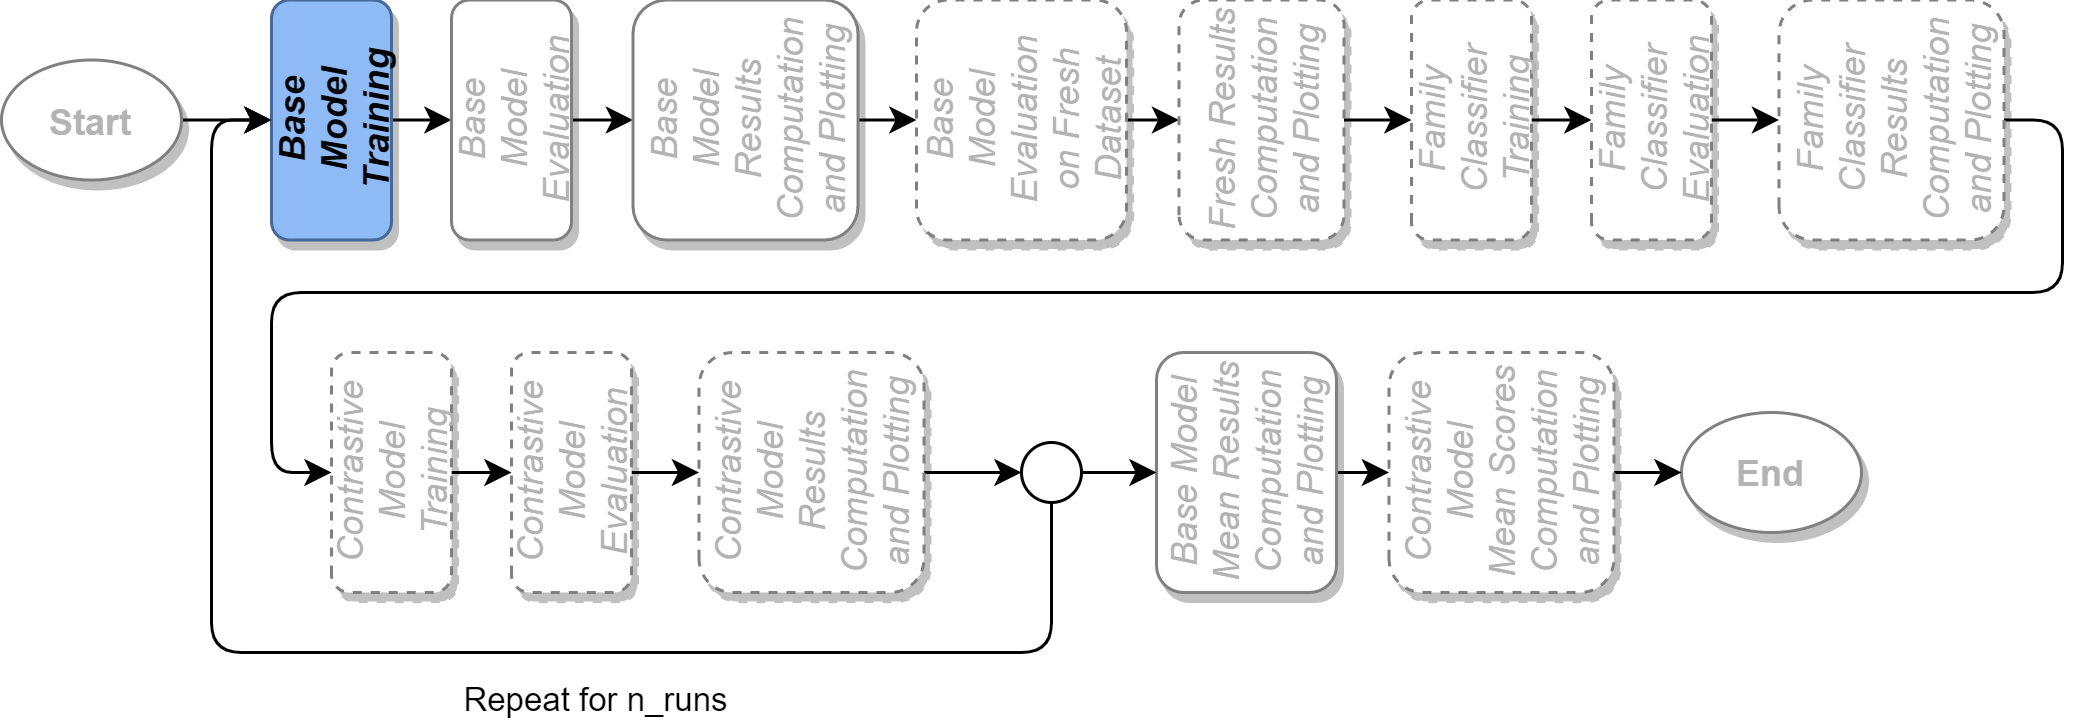 Start
Base
Model
Training
Base
Model
Evaluation
Base
Model
Results
Computation
and Plotting
Base
Model
Evaluation
on Fresh
Dataset
Fresh Results
Computation
and Plotting
Family
Classifier
Training
Family
Classifier
Evaluation
Family
Classifier
Results
Computation
and Plotting
Contrastive
Model
Training
Contrastive
Model
Evaluation
Contrastive
Model
Results
Computation
and Plotting
Base Model
Mean Results
Computation
and Plotting
Contrastive
Model
Mean Scores
Computation
and Plotting
End
Repeat for n_runs